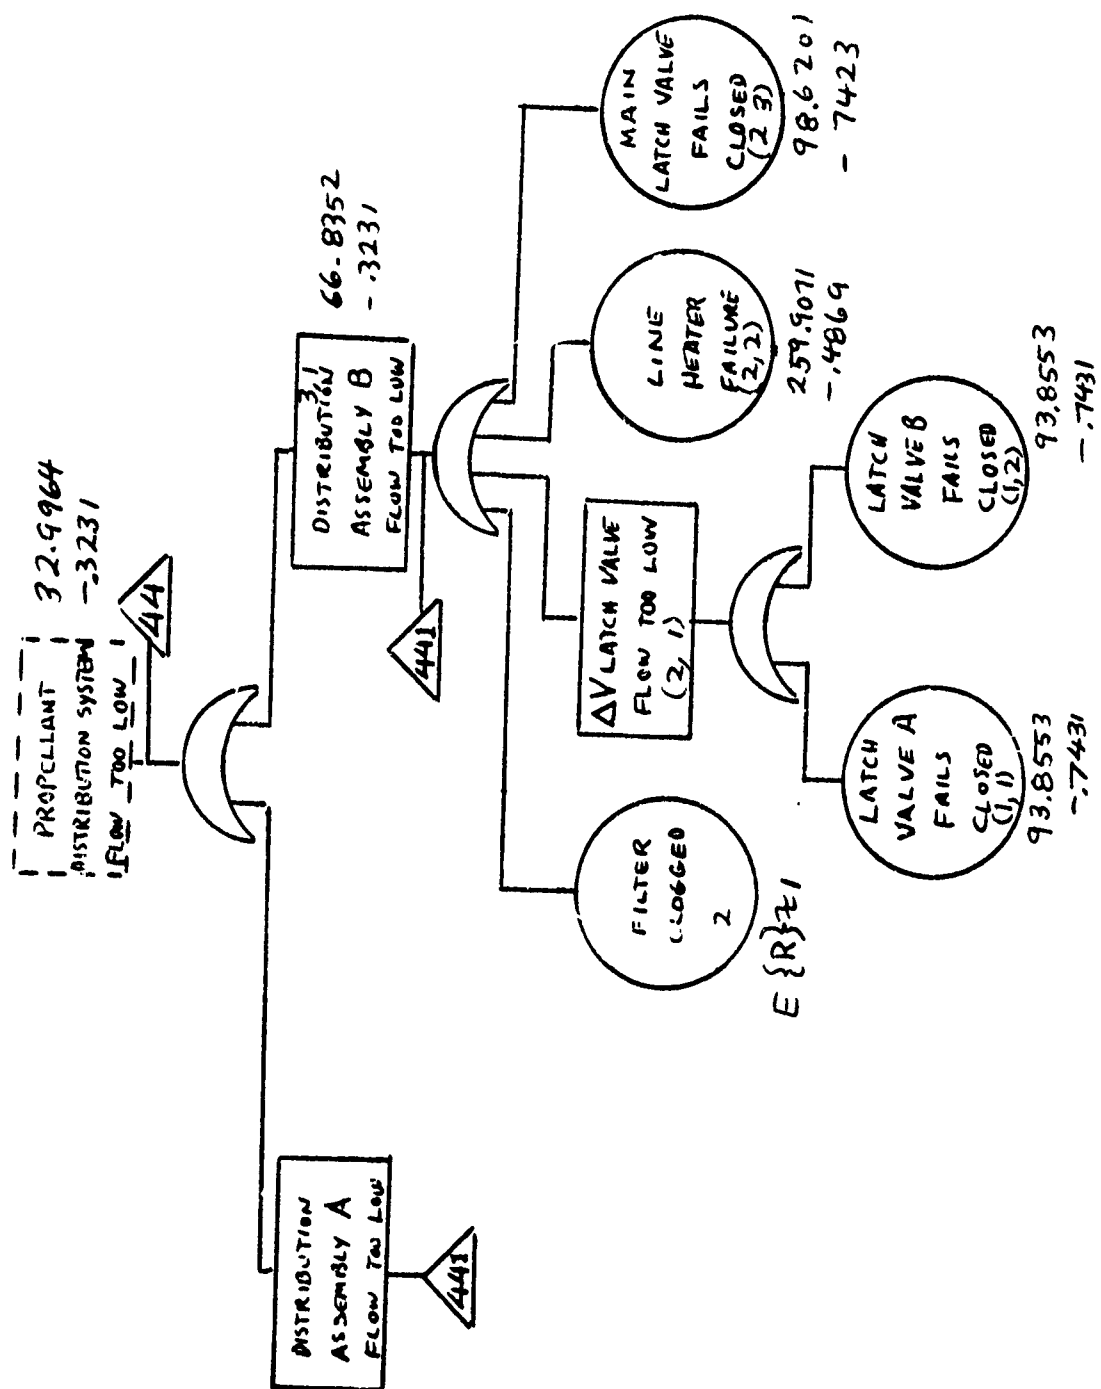 PROPELLANT
DISTRIBUTION SYSTEM
FLOW TOO LOW
32.9964
-.3231
44
DISTRIBUTION
ASSEMBLY A
FLOW TOO LOW
441
3,1
DISTRIBUTION
ASSEMBLY B
FLOW TOO LOW
66.8352
-.3231
441
FILTER
CLOGGED
2
E {R}≈1
ΔV LATCH VALVE
FLOW TOO LOW
(2,1)
LINE
HEATER
FAILURE
(2,2)
259.9071
-.4869
MAIN
LATCH VALVE
FAILS
CLOSED
(2 3)
98.6201
-7423
LATCH
VALVE A
FAILS
CLOSED
(1,1)
93.8553
-.7431
LATCH
VALVE B
FAILS
CLOSED
(1,2)
93.8553
-.7431